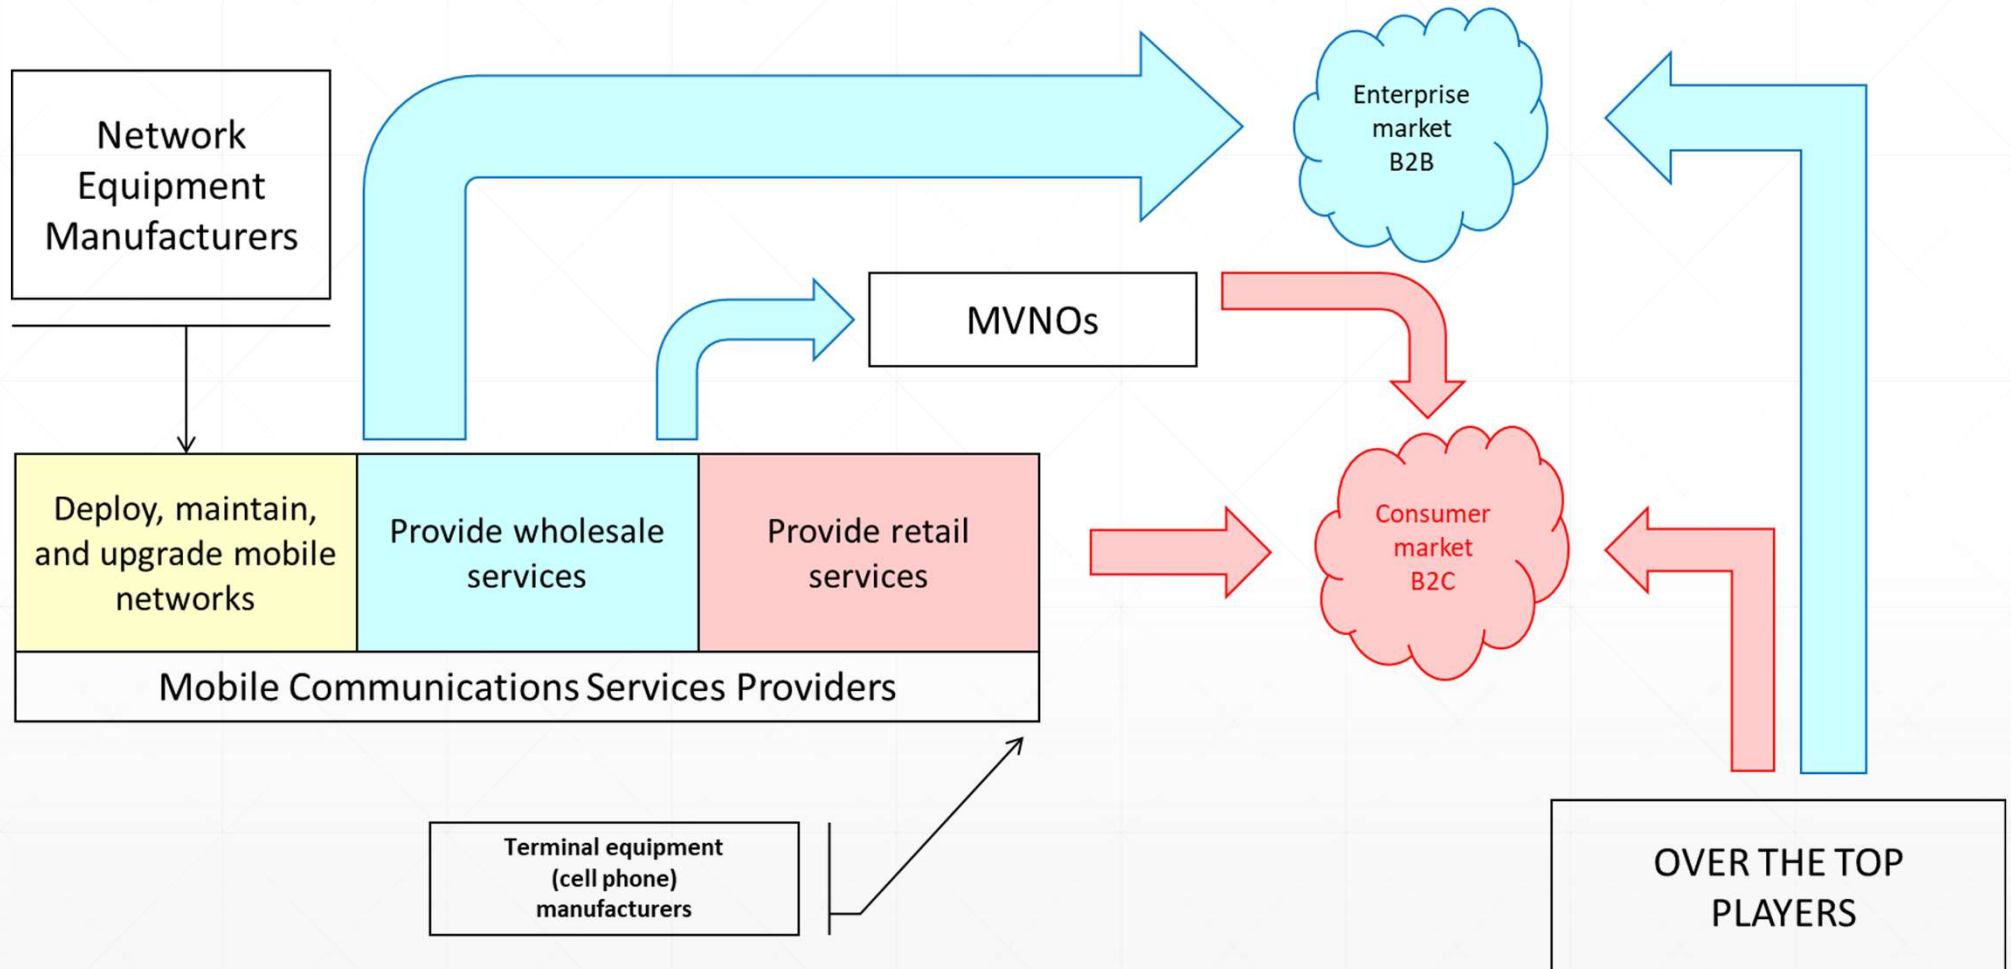 Network
Equipment
Manufacturers
Enterprise
market
B2B
MVNOs
Deploy, maintain,
and upgrade mobile
networks
Provide wholesale
services
Provide retail
services
Mobile Communications Services Providers
Consumer
market
B2C
Terminal equipment
(cell phone)
manufacturers
OVER THE TOP
PLAYERS